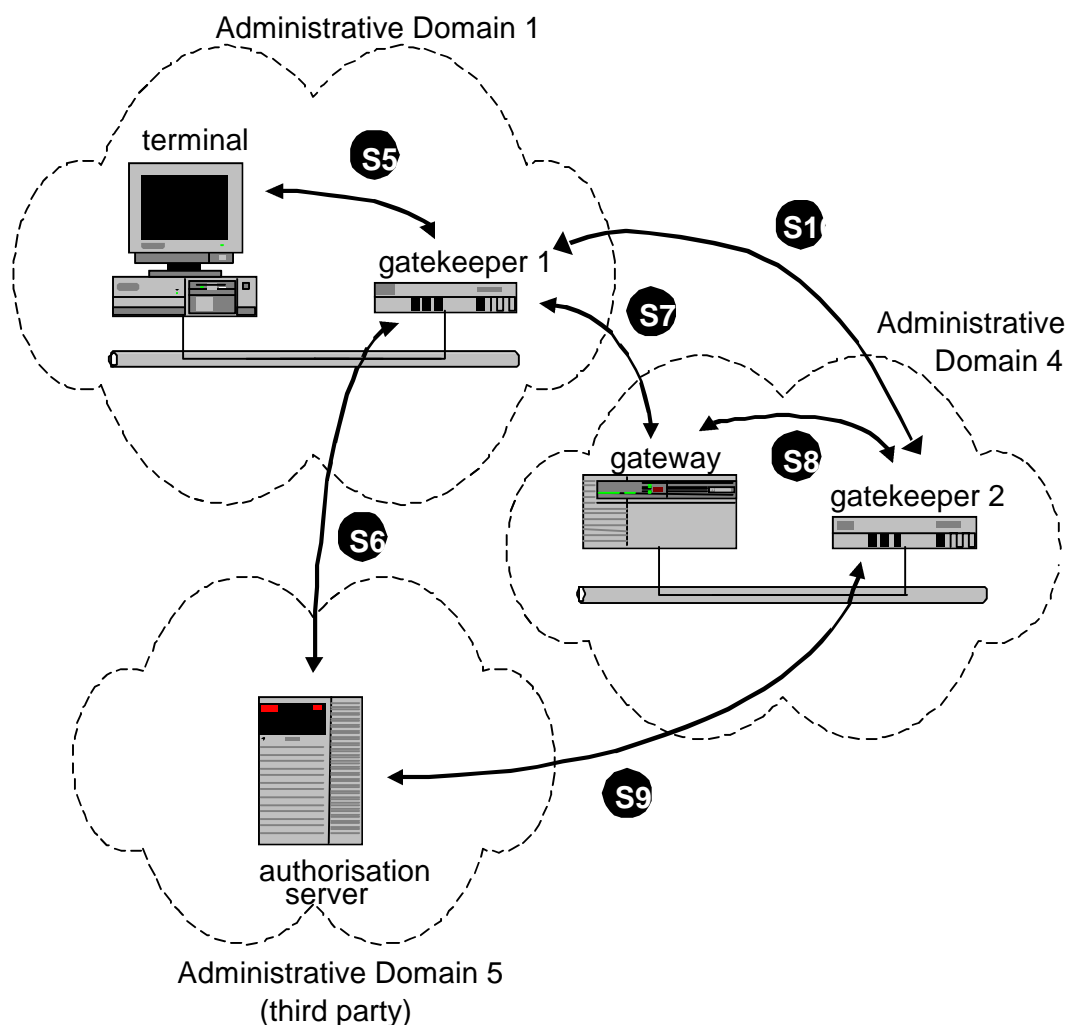 Administrative Domain 1
terminal
S5
S1
gatekeeper 1
S7
Administrative
Domain 4
gateway
S8
gatekeeper 2
S6
S9
authorisation
server
Administrative Domain 5
(third party)